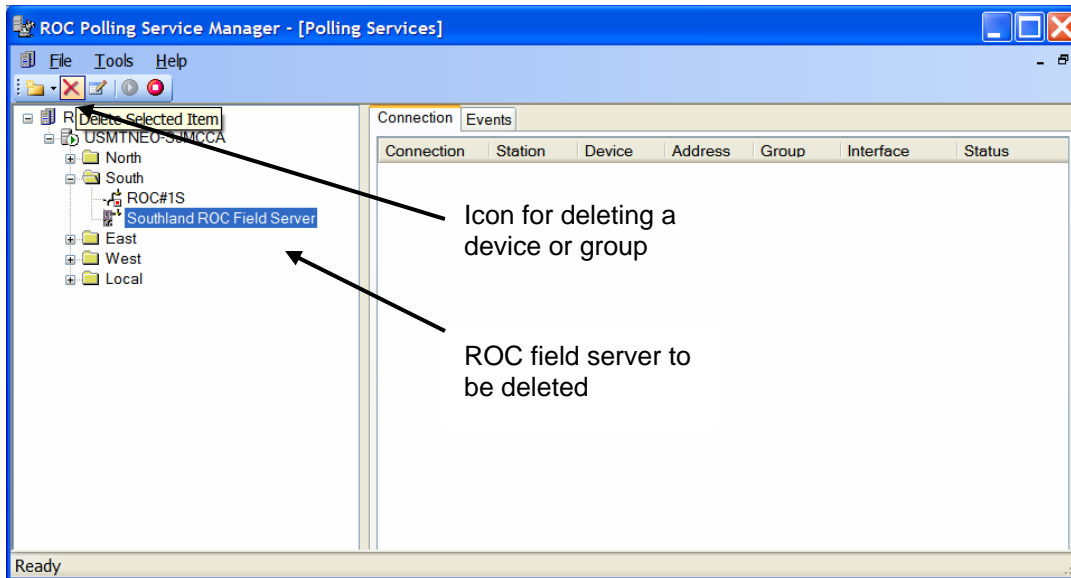 ROC Polling Service Manager - [Polling Services]
File Tools Help
Delete Selected Item
R
USMTNEO-SJMCCA
North
South
ROC#1S
Southland ROC Field Server
East
West
Local
Connection Events
Connection Station Device Address Group Interface Status
Icon for deleting a
device or group
ROC field server to
be deleted
Ready